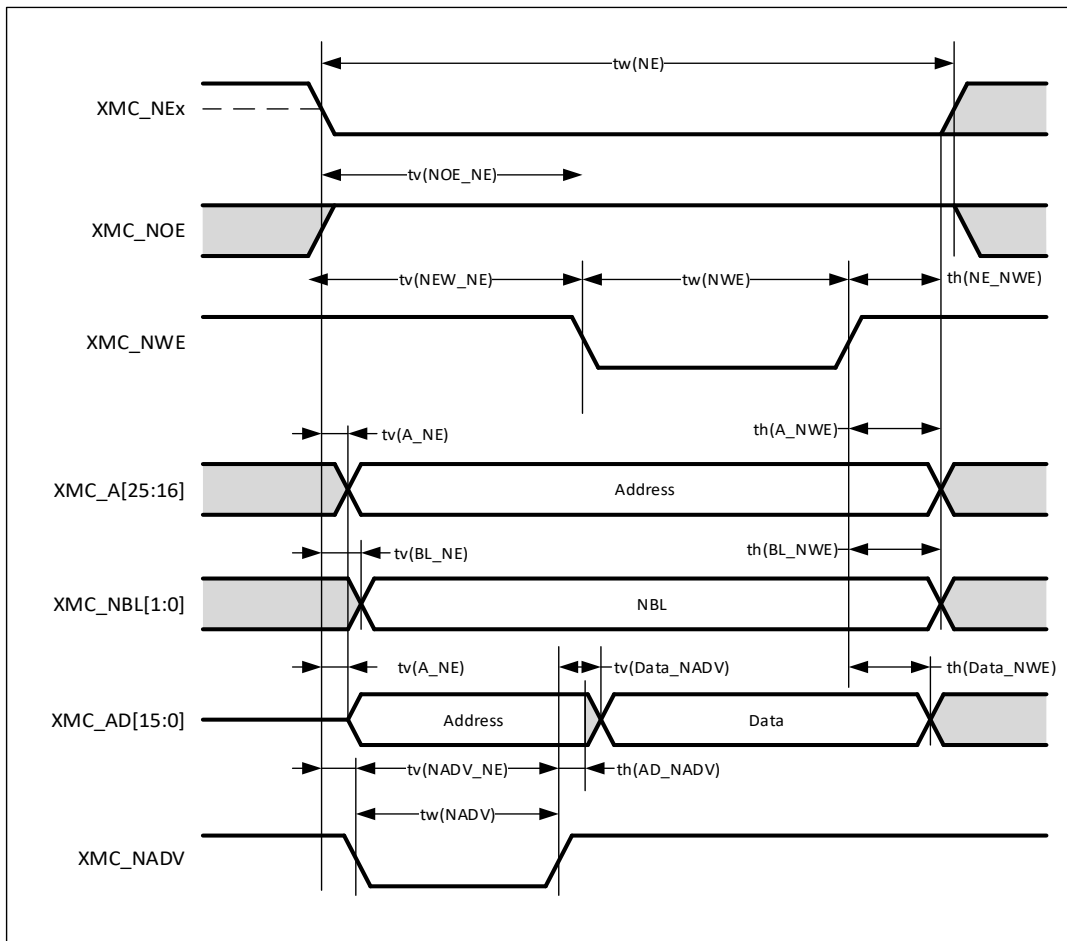 tw(NE)
XMC_NEx
tv(NOE_NE)
XMC_NOE
tv(NEW_NE)
tw(NWE)
th(NE_NWE)
XMC_NWE
tv(A_NE)
th(A_NWE)
XMC_A[25:16]
Address
tv(BL_NE)
th(BL_NWE)
XMC_NBL[1:0]
NBL
tv(A_NE)
tv(Data_NADV)
th(Data_NWE)
XMC_AD[15:0]
Address
Data
tv(NADV_NE)
th(AD_NADV)
tw(NADV)
XMC_NADV